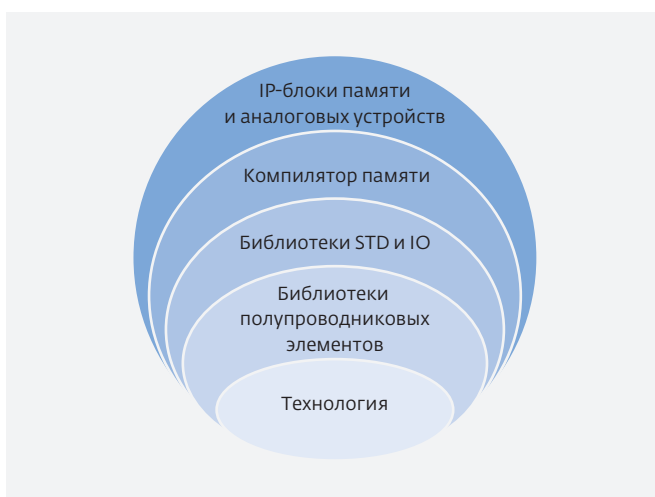 IP-блоки памяти
и аналоговых устройств
Компилятор памяти
Библиотеки STD и IO
Библиотеки
полупроводниковых
элементов
Технология